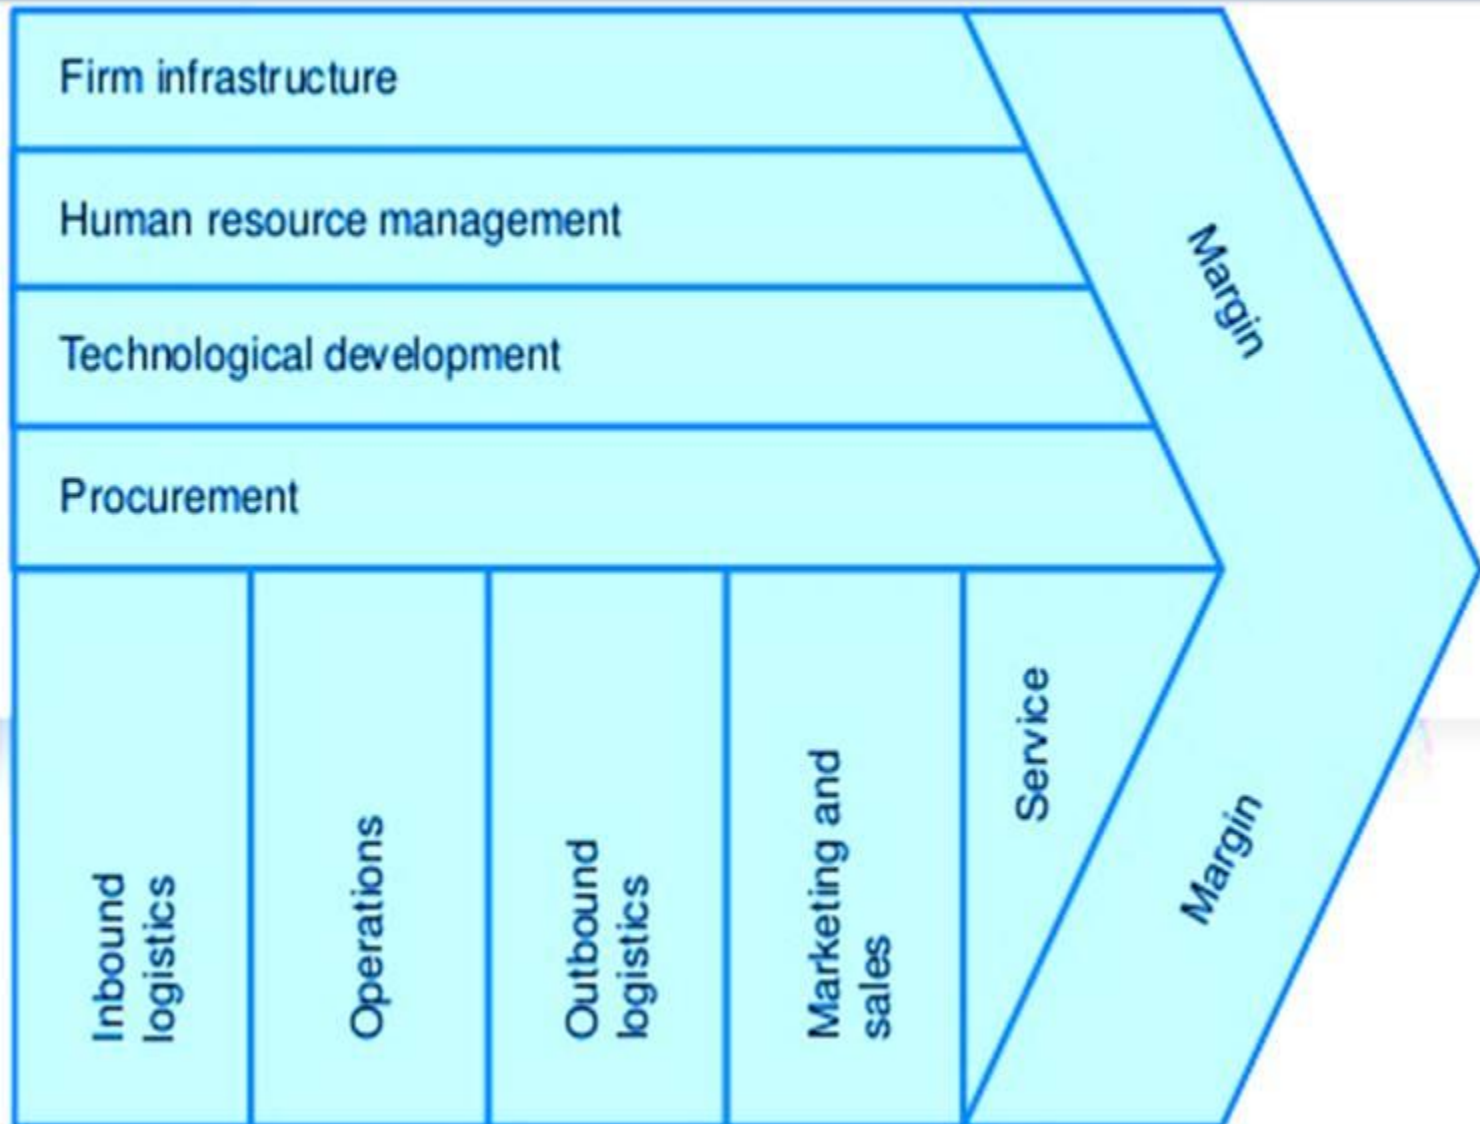 Firm infrastructure
Human resource management
Technological development
Procurement
Margin
Inbound
logistics
Operations
Outbound
logistics
Marketing and
sales
Service
Margin